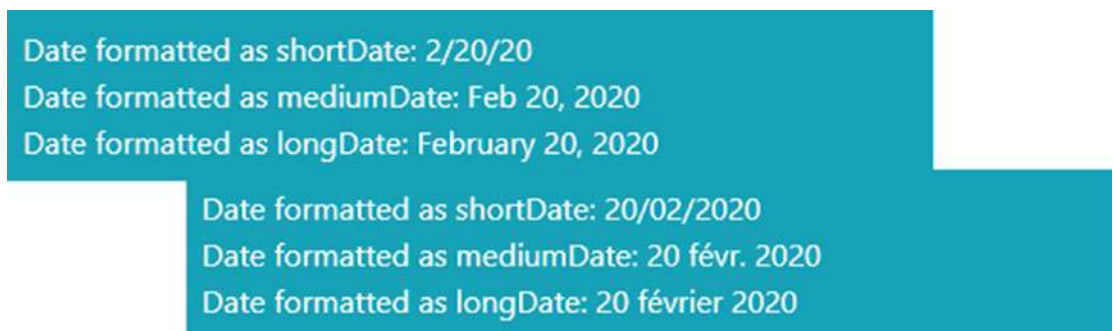 Date formatted as shortDate: 2/20/20
Date formatted as mediumDate: Feb 20, 2020
Date formatted as longDate: February 20, 2020
Date formatted as shortDate: 20/02/2020
Date formatted as mediumDate: 20 févr. 2020
Date formatted as longDate: 20 février 2020